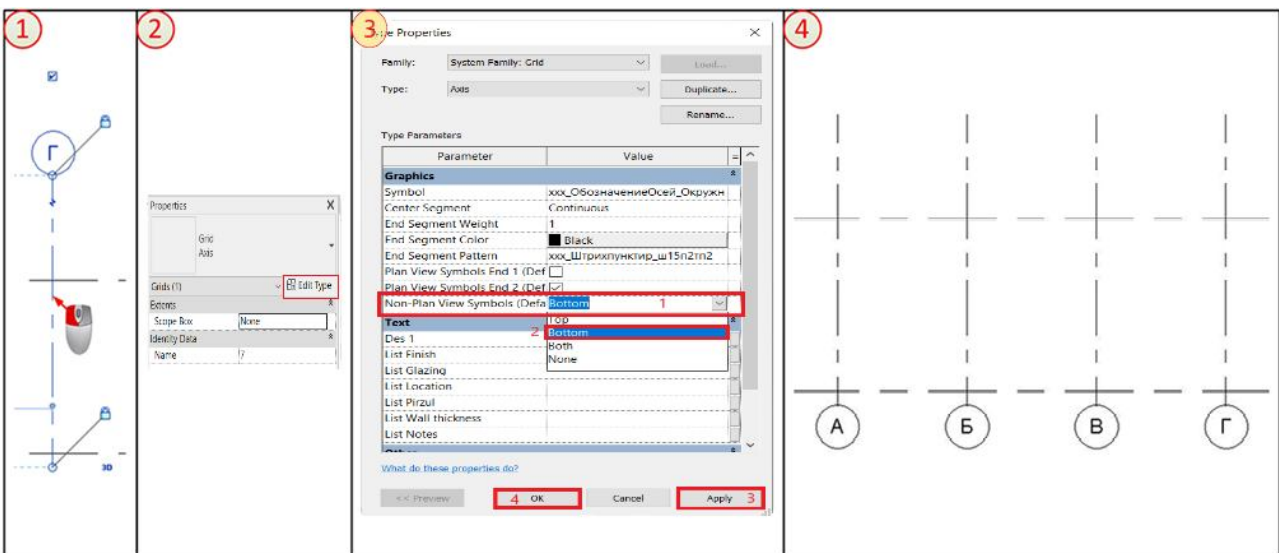 1
Г
3D
2
Properties X
Grid
Axis
Grids (1) Edit Type
Extents
Scope Box None
Identity Data
Name 7
3
Type Properties
Family: System Family: Grid Load...
Type: Axis Duplicate...
Rename...
Type Parameters
Parameter Value =
Graphics
Symbol xxx_ОбозначениеОсей_Окружн
Center Segment Continuous
End Segment Weight 1
End Segment Color Black
End Segment Pattern xxx_Штрихпунктир_ш15п2тп2
Plan View Symbols End 1 (Def
Plan View Symbols End 2 (Def
Non-Plan View Symbols (Defa Bottom 1
Top
Text
2 Bottom
Des 1
Both
List Finish
None
List Glazing
List Location
List Pirzul
List Wall thickness
List Notes
Other
What do these properties do?
<< Preview 4 OK Cancel Apply 3
4
А Б В Г